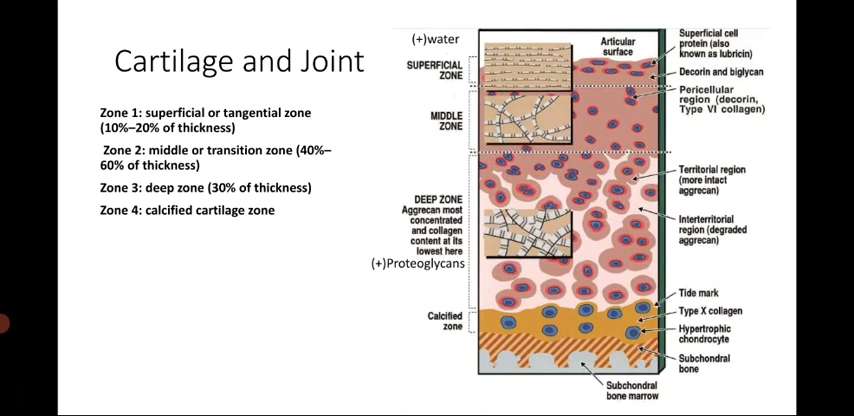 Cartilage and Joint
Zone 1: superficial or tangential zone
(10%–20% of thickness)
Zone 2: middle or transition zone (40%–
60% of thickness)
Zone 3: deep zone (30% of thickness)
Zone 4: calcified cartilage zone
(+)water
SUPERFICIAL
ZONE
MIDDLE
ZONE
DEEP ZONE
Aggrecan most
concentrated
and collagen
content at its
lowest here
(+)Proteoglycans
Calcified
zone
Articular
surface
Superficial cell
protein (also
known as lubricin)
Decorin and biglycan
Pericellular
region (decorin,
Type VI collagen)
Territorial region
(more intact
aggrecan)
Interterritorial
region (degraded
aggrecan)
Tide mark
Type X collagen
Hypertrophic
chondrocyte
Subchondral
bone
Subchondral
bone marrow